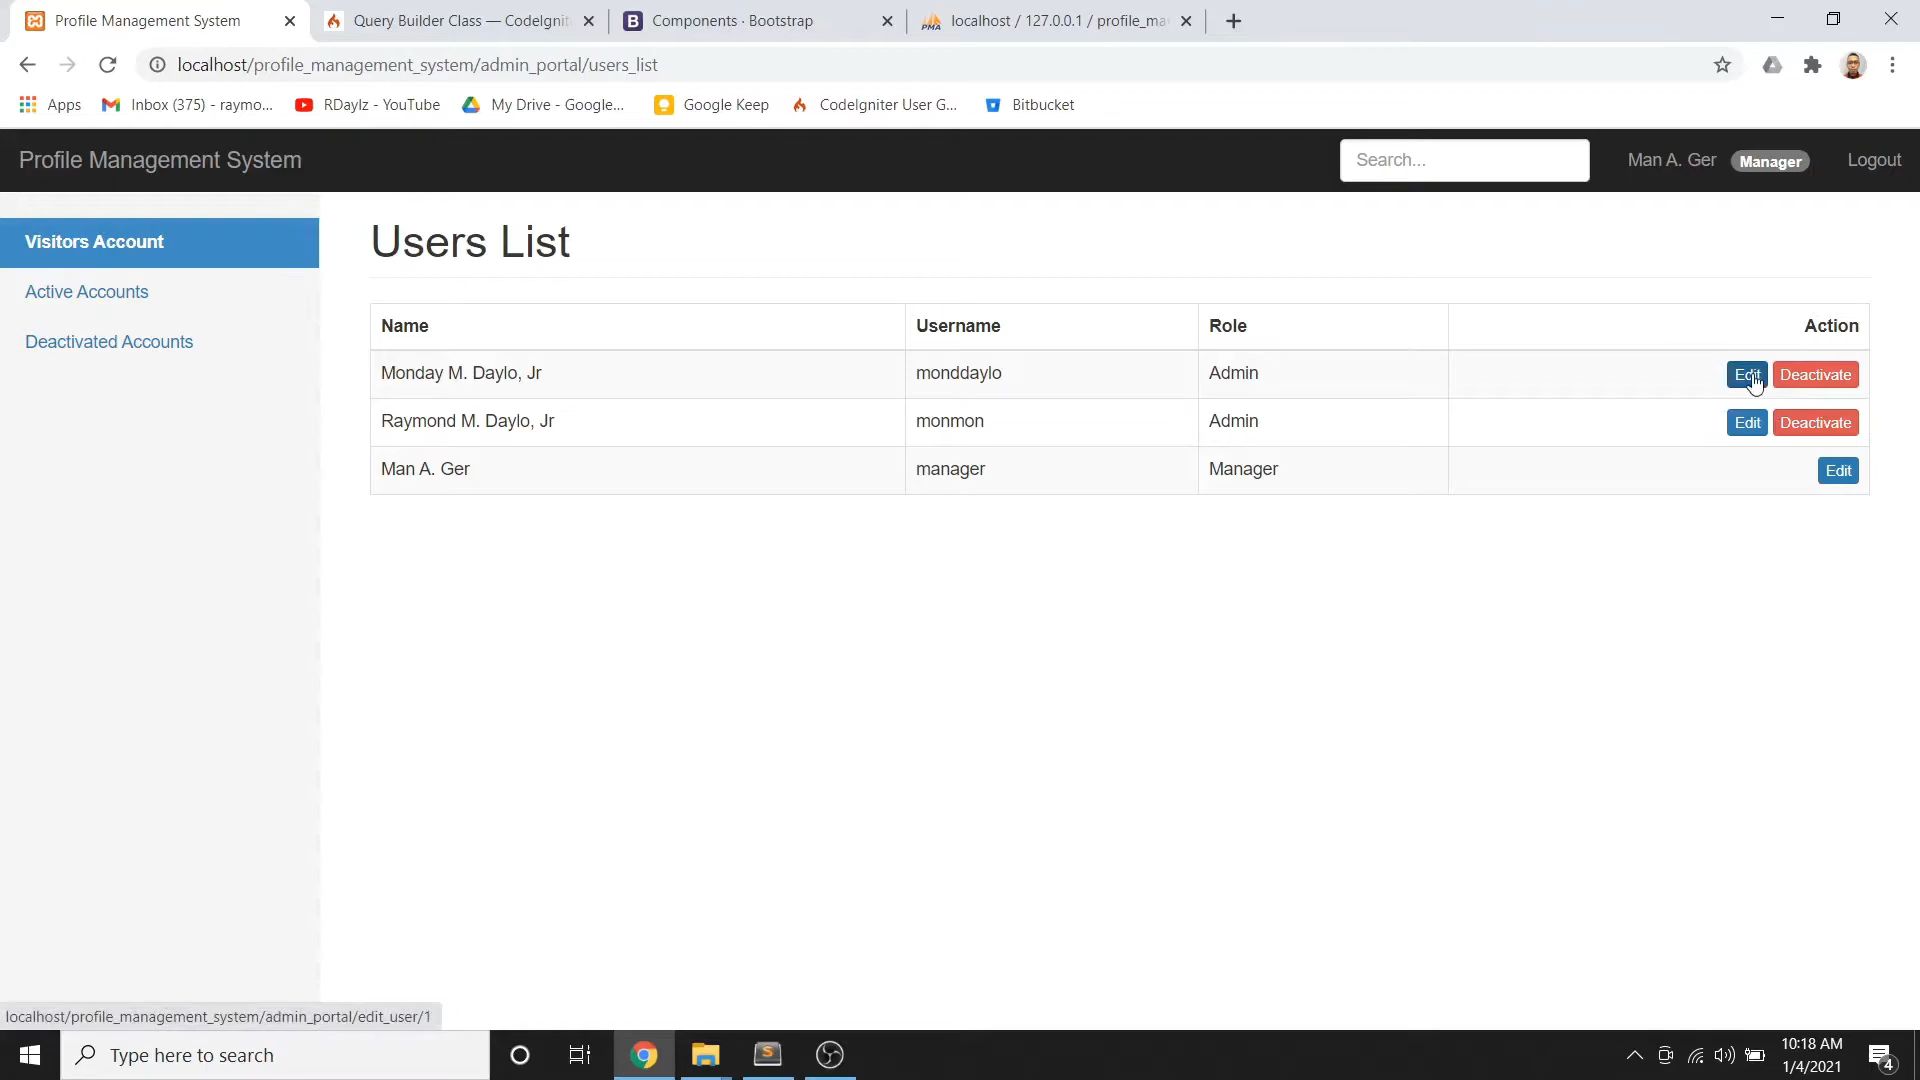 Profile Management System
Query Builder Class — CodeIgnit
Components · Bootstrap
localhost / 127.0.0.1 / profile_ma
localhost/profile_management_system/admin_portal/users_list
Apps
Inbox (375) - raymo...
RDaylz - YouTube
My Drive - Google...
Google Keep
CodeIgniter User G...
Bitbucket
Profile Management System
Search...
Man A. Ger Manager
Logout
Visitors Account
Active Accounts
Deactivated Accounts
Users List
Name Username Role Action
Monday M. Daylo, Jr monddaylo Admin Edit Deactivate
Raymond M. Daylo, Jr monmon Admin Edit Deactivate
Man A. Ger manager Manager Edit
localhost/profile_management_system/admin_portal/edit_user/1
Type here to search
10:18 AM
1/4/2021
4